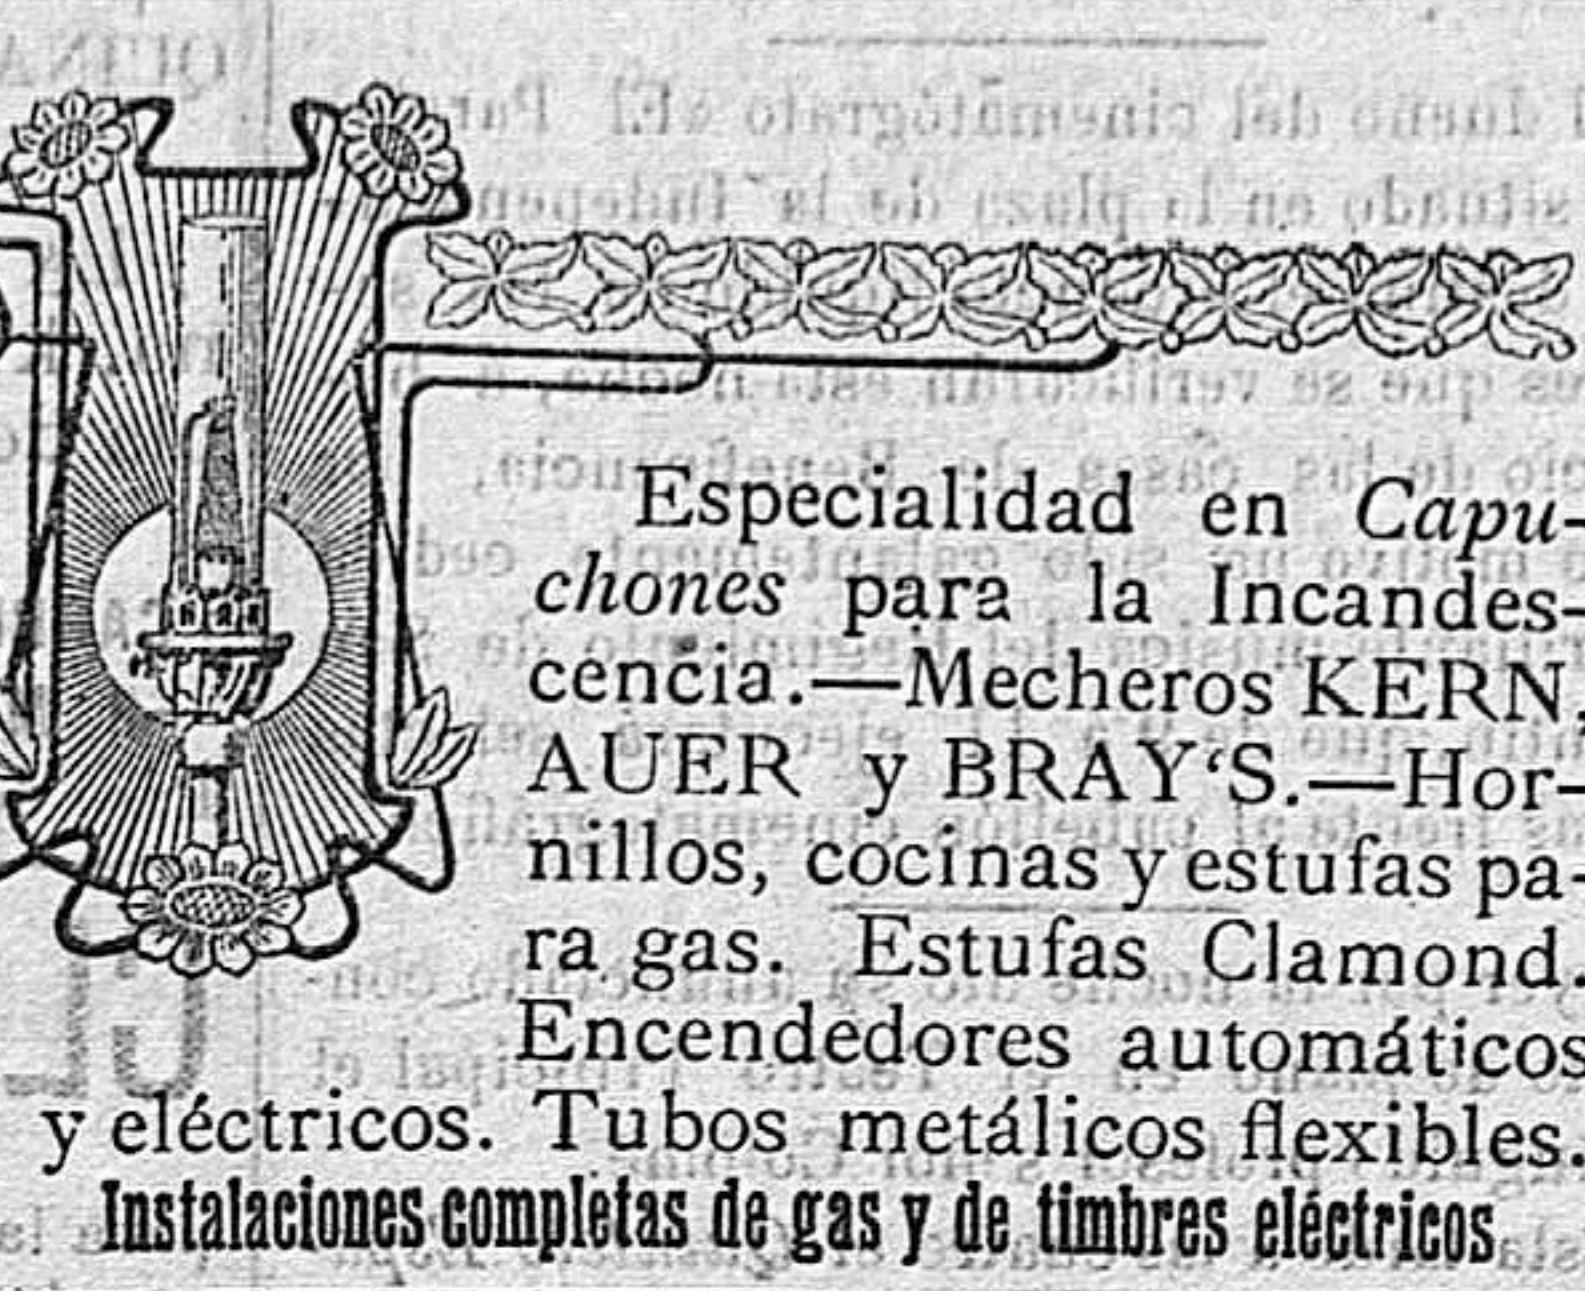 Especialidad en Capu-
chones para la Incandes-
cencia.—Mecheros KERN,
AUER y BRAY‘S.—Hor-
nillos, cocinas y estufas pa-
ra gas. Estufas Clamond.
Encendedores automáticos
y eléctricos. Tubos metálicos flexibles.
Instalaciones completas de gas y de timbres eléctricos